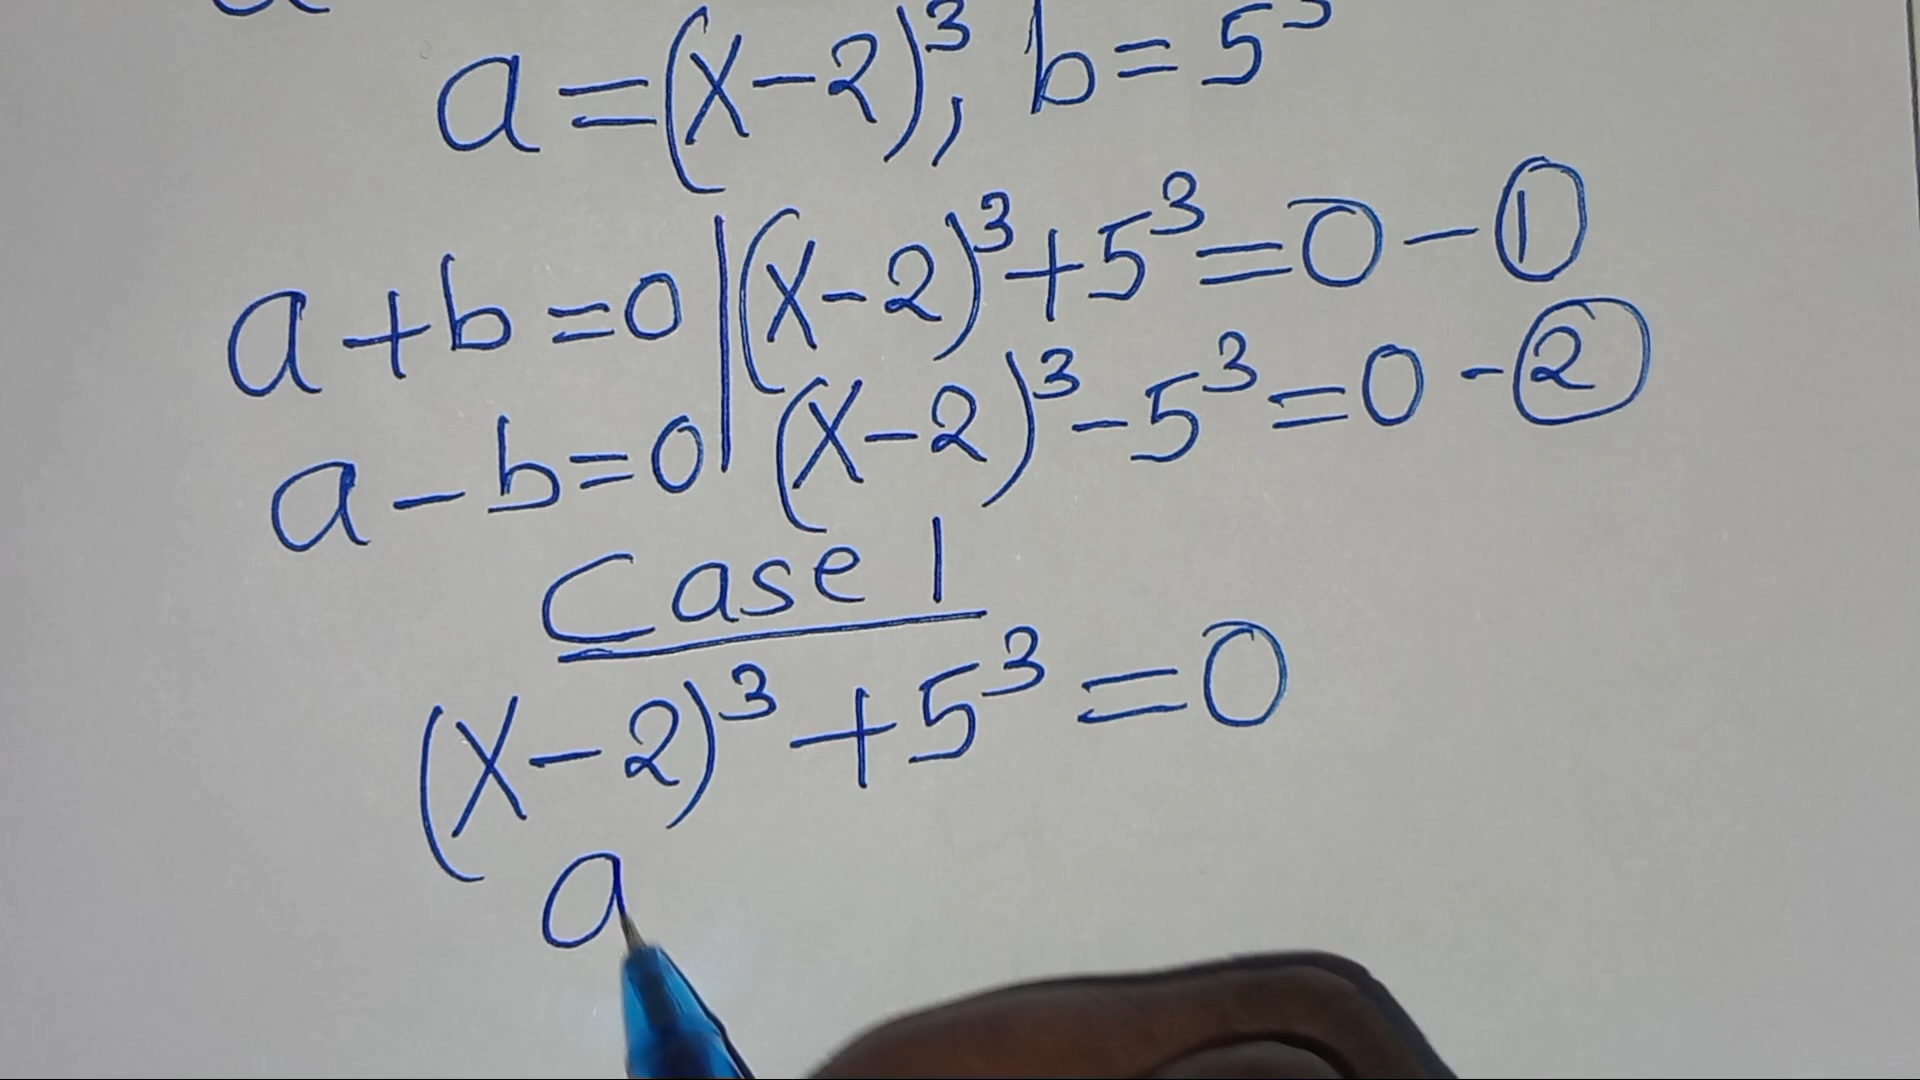 a=(x-2)³, b=5³
a+b=0 | (x-2)³+5³=0 - ①
a-b=0 | (x-2)³-5³=0 - ②
Case 1
(x-2)³+5³=0
a